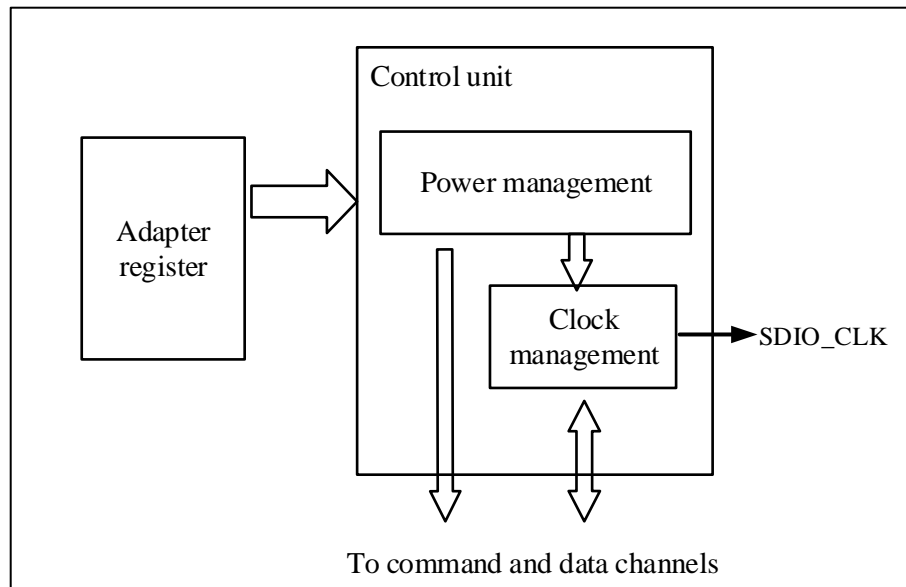 Control unit
Power management
Adapter
register
Clock
management
SDIO_CLK
To command and data channels